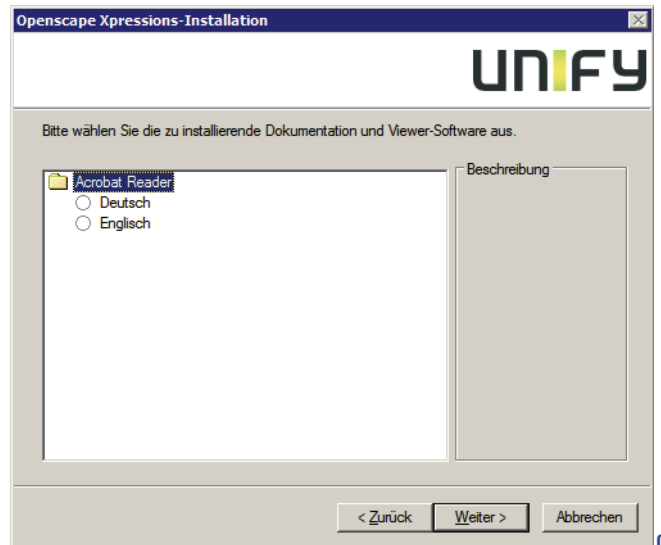 Openscape Xpressions-Installation
UNIFY
Bitte wählen Sie die zu installierende Dokumentation und Viewer-Software aus.
Acrobat Reader
Deutsch
Englisch
Beschreibung
< Zurück
Weiter >
Abbrechen